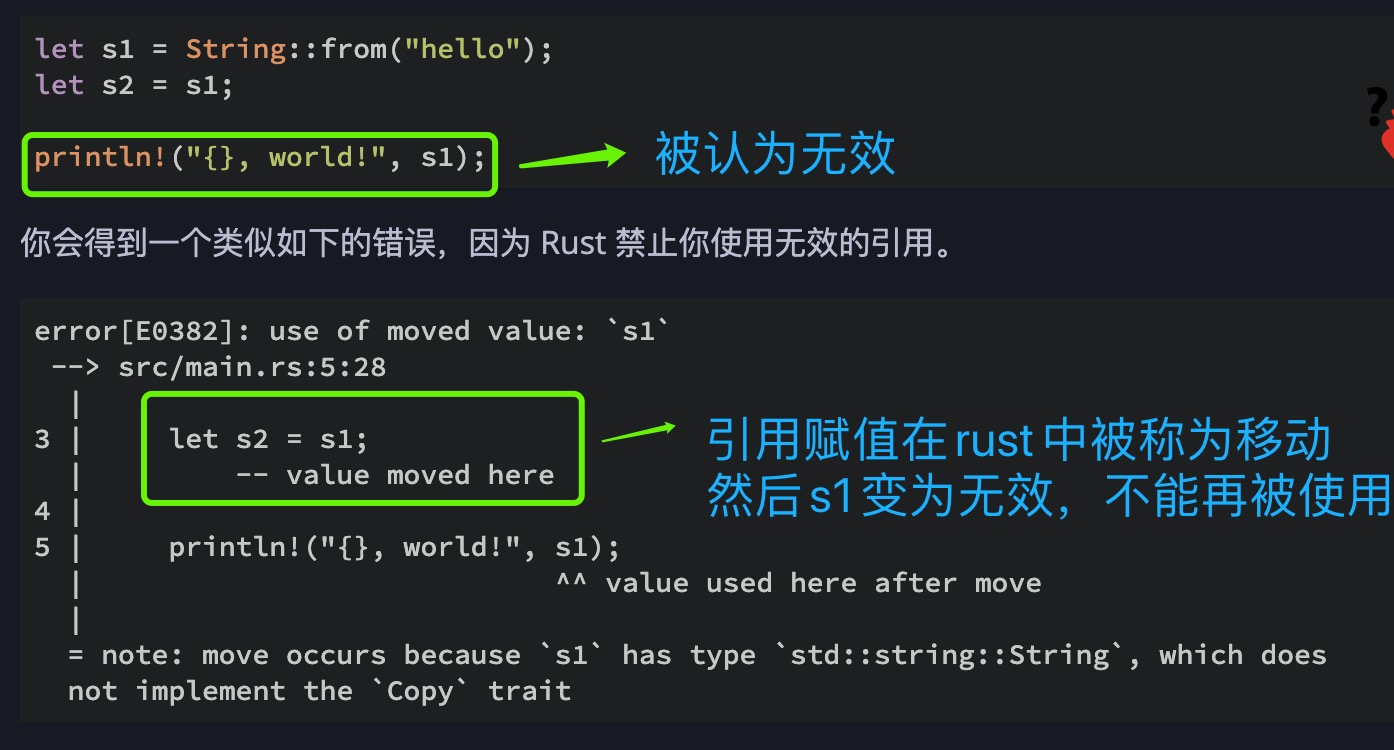 let s1 = String::from("hello");
let s2 = s1;
println!("{}, world!", s1);
被认为无效
?
你会得到一个类似如下的错误，因为 Rust 禁止你使用无效的引用。
error[E0382]: use of moved value: `s1`
 --> src/main.rs:5:28
  |
3 |     let s2 = s1;
  |         -- value moved here
引用赋值在rust中被称为移动
然后s1变为无效，不能再被使用
4 |
5 |     println!("{}, world!", s1);
  |                            ^^ value used here after move
  |
  = note: move occurs because `s1` has type `std::string::String`, which does
  not implement the `Copy` trait